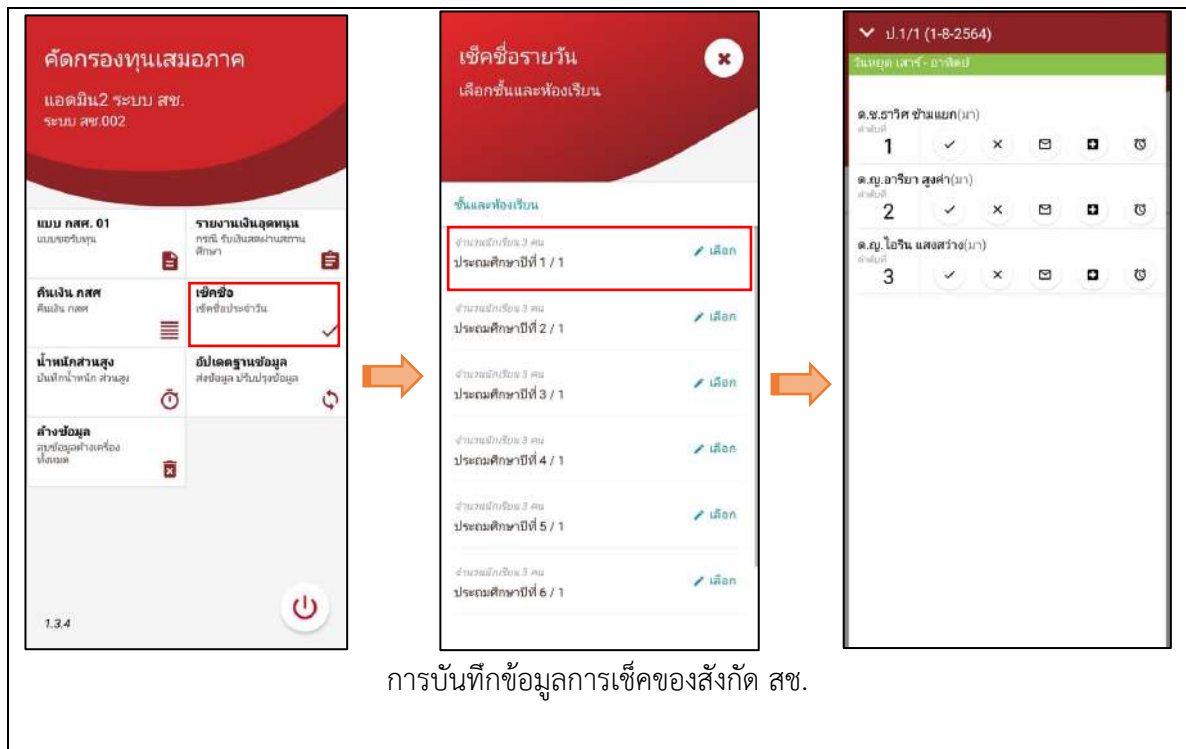 คัดกรองทุนเสมอภาค
แอดมิน2 ระบบ สช.
ระบบ สช.002
แบบ กสศ. 01
แบบขอรับทุน
รายงานเงินอุดหนุน
กรณี รับเงินสดผ่านสถาน
ศึกษา
คืนเงิน กสศ
คืนเงิน กสศ
เช็คชื่อ
เช็คชื่อประจำวัน
น้ำหนักส่วนสูง
บันทึกน้ำหนัก ส่วนสูง
อัปเดตฐานข้อมูล
ส่งข้อมูล ปรับปรุงข้อมูล
ล้างข้อมูล
ลบข้อมูลค้างเครื่อง
ทั้งหมด
1.3.4
เช็คชื่อรายวัน
เลือกชั้นและห้องเรียน
ชั้นและห้องเรียน
จำนวนนักเรียน 3 คน
ประถมศึกษาปีที่ 1 / 1
เลือก
จำนวนนักเรียน 3 คน
ประถมศึกษาปีที่ 2 / 1
เลือก
จำนวนนักเรียน 3 คน
ประถมศึกษาปีที่ 3 / 1
เลือก
จำนวนนักเรียน 3 คน
ประถมศึกษาปีที่ 4 / 1
เลือก
จำนวนนักเรียน 3 คน
ประถมศึกษาปีที่ 5 / 1
เลือก
จำนวนนักเรียน 3 คน
ประถมศึกษาปีที่ 6 / 1
เลือก
ป.1/1 (1-8-2564)
วันหยุด เสาร์ - อาทิตย์
ด.ช.ธาวิศ ข้ามแยก(มา)
ลำดับที่
1
ด.ญ.อาริยา สูงค่า(มา)
ลำดับที่
2
ด.ญ.ไอริน แสงสว่าง(มา)
ลำดับที่
3
การบันทึกข้อมูลการเช็คของสังกัด สช.